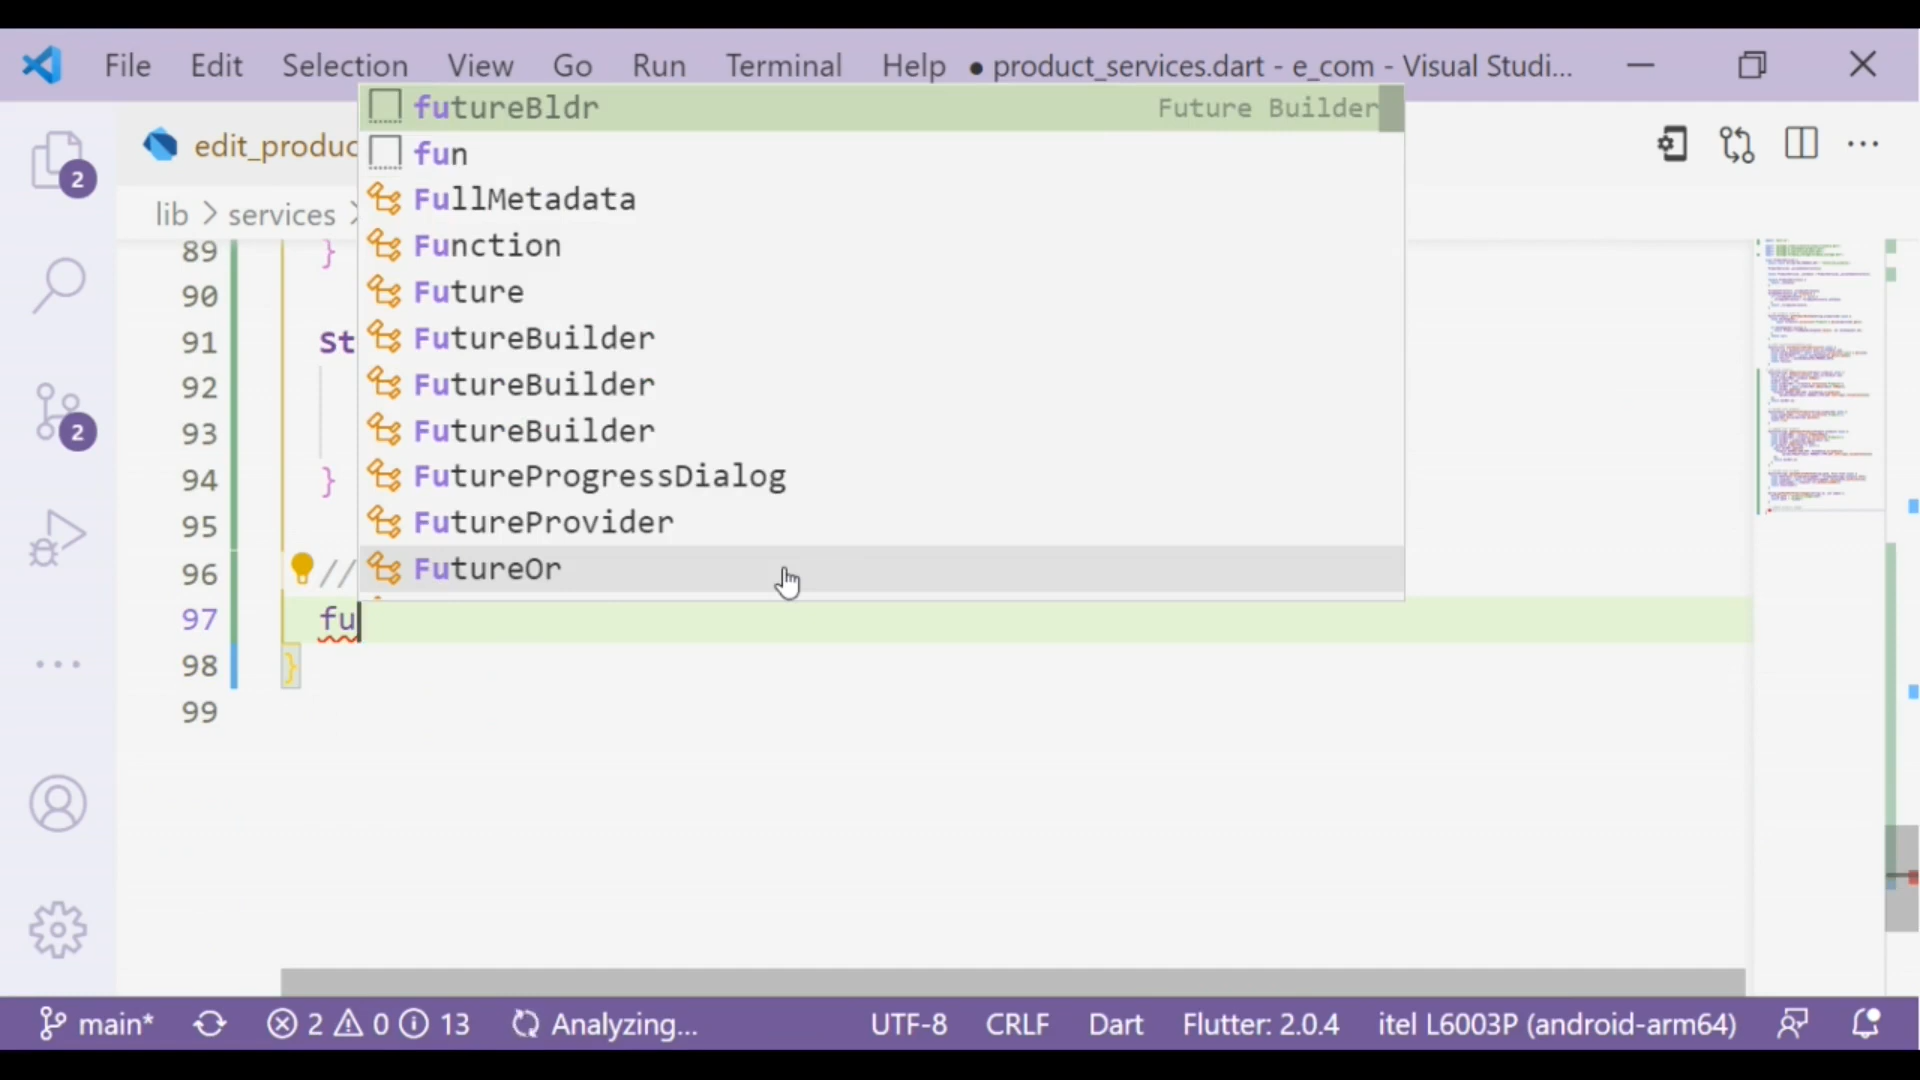 File Edit Selection View Go Run Terminal Help ● product_services.dart - e_com - Visual Studi...
futureBldr Future Builder
edit_produc
fun
2
FullMetadata
lib > services >
Function
89 }
90 Future
91 St FutureBuilder
92 FutureBuilder
93 FutureBuilder
2
94 } FutureProgressDialog
95 FutureProvider
96 // FutureOr
97 fu
98 }
99
main* 2 0 13 Analyzing... UTF-8 CRLF Dart Flutter: 2.0.4 itel L6003P (android-arm64)